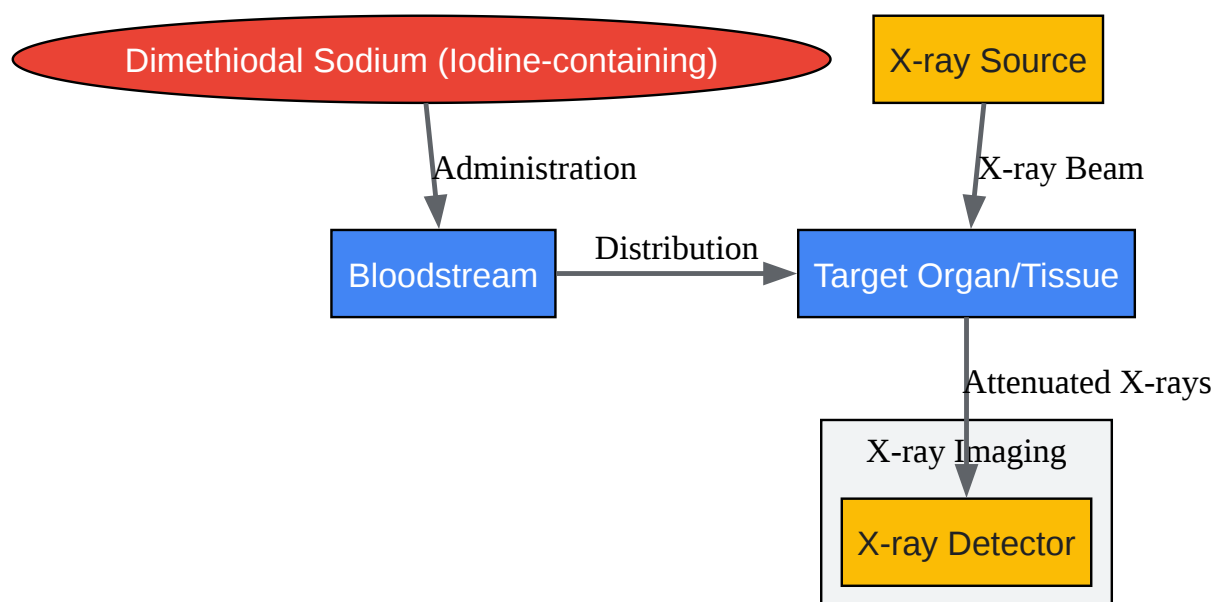 Dimethiodal Sodium (Iodine-containing)
X-ray Source
Administration
X-ray Beam
Bloodstream
Distribution
Target Organ/Tissue
Attenuated X-rays
X-ray Imaging
X-ray Detector